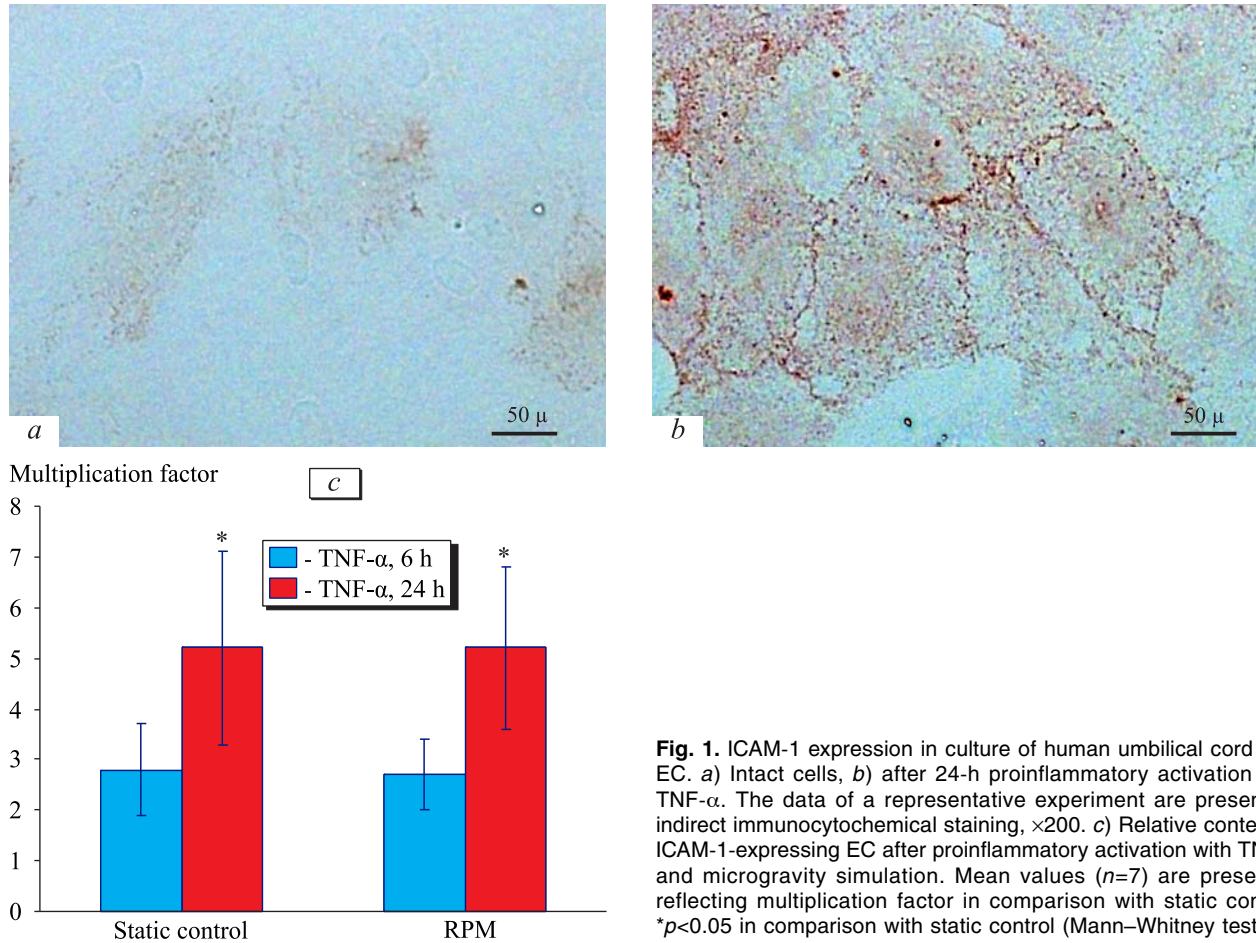 50 μ
a
50 μ
b
Multiplication factor
c
8
7
6
5
4
3
2
1
0
*
*
- TNF-α, 6 h
- TNF-α, 24 h
Static control
RPM
Fig. 1. ICAM-1 expression in culture of human umbilical cord
EC. a) Intact cells, b) after 24-h proinflammatory activation
TNF-α. The data of a representative experiment are presen
indirect immunocytochemical staining, ×200. c) Relative conte
ICAM-1-expressing EC after proinflammatory activation with TN
and microgravity simulation. Mean values (n=7) are prese
reflecting multiplication factor in comparison with static con
*p<0.05 in comparison with static control (Mann–Whitney test